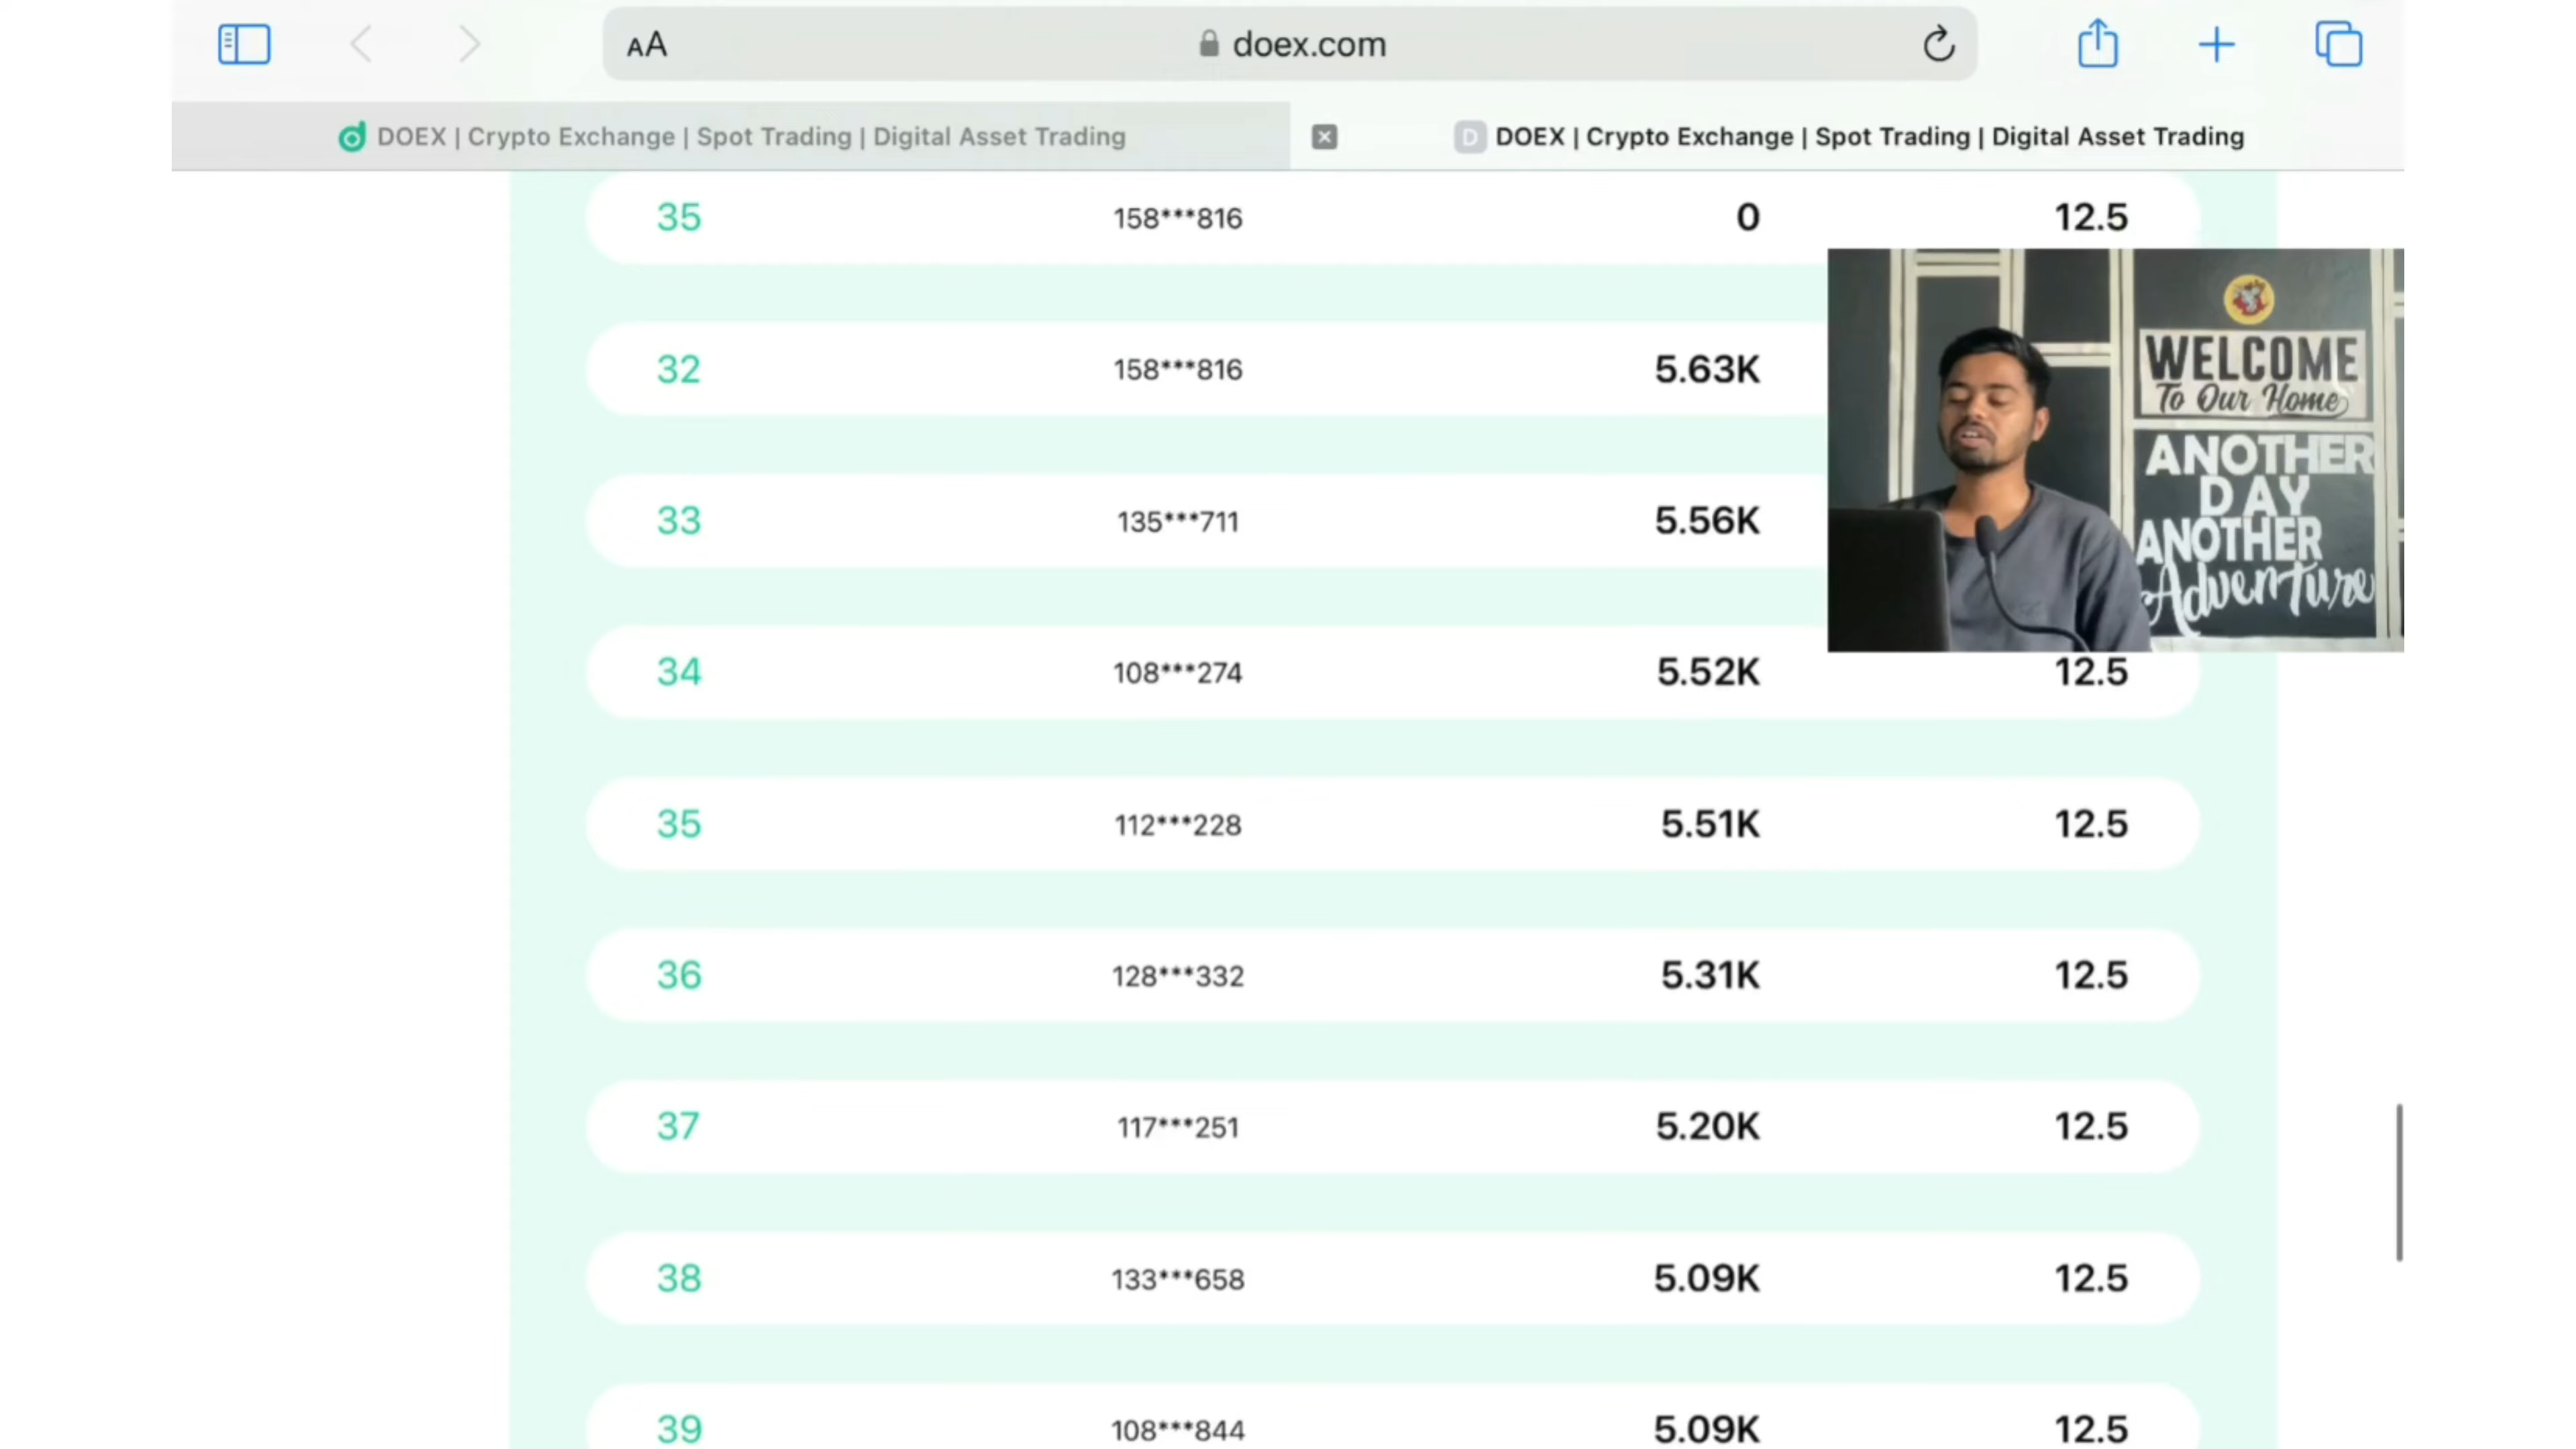 AA doex.com
DOEX | Crypto Exchange | Spot Trading | Digital Asset Trading
D DOEX | Crypto Exchange | Spot Trading | Digital Asset Trading
35 158***816 0 12.5
32 158***816 5.63K
33 135***711 5.56K
34 108***274 5.52K 12.5
35 112***228 5.51K 12.5
36 128***332 5.31K 12.5
37 117***251 5.20K 12.5
38 133***658 5.09K 12.5
39 108***844 5.09K 12.5
WELCOME
To Our Home
ANOTHER
DAY
ANOTHER
Adventure